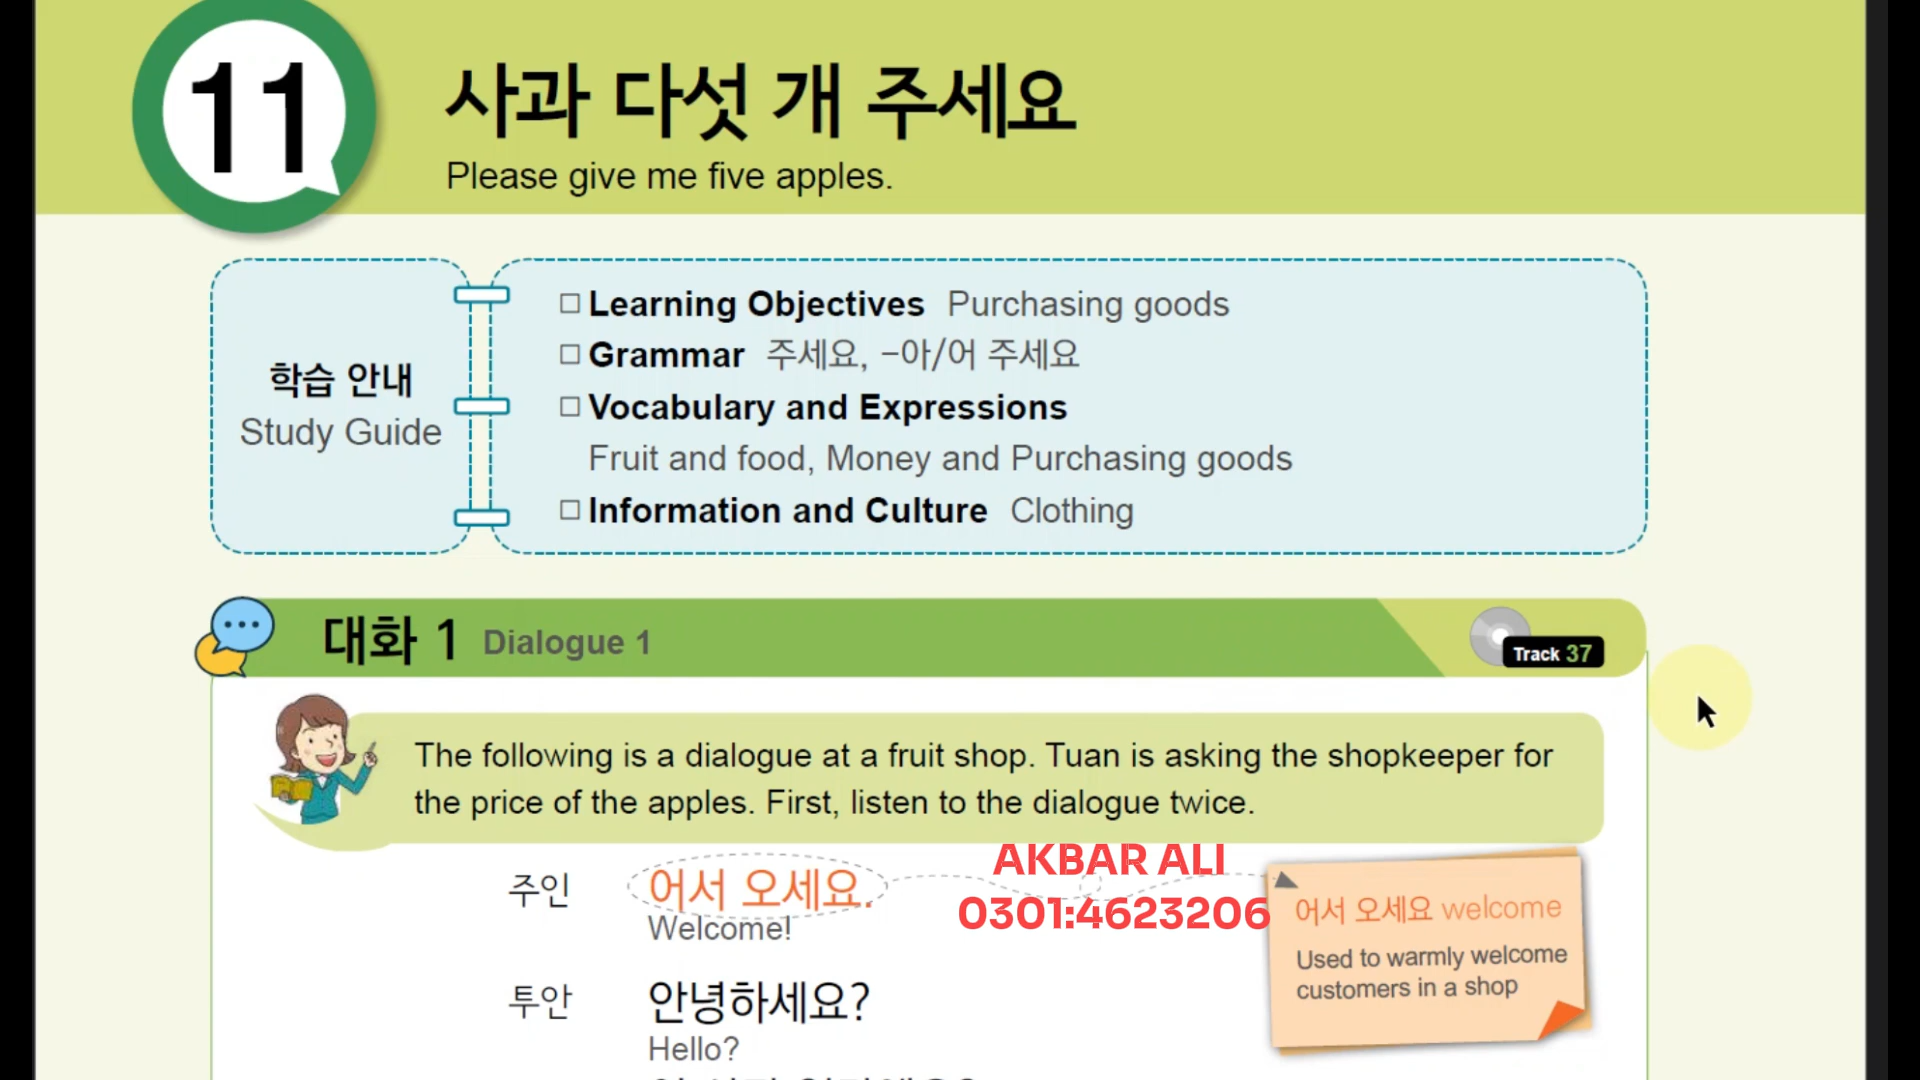 11
사과 다섯 개 주세요
Please give me five apples.
학습 안내
Study Guide
□ Learning Objectives Purchasing goods
□ Grammar 주세요, -아/어 주세요
□ Vocabulary and Expressions
Fruit and food, Money and Purchasing goods
□ Information and Culture Clothing
대화 1 Dialogue 1
Track 37
The following is a dialogue at a fruit shop. Tuan is asking the shopkeeper for
the price of the apples. First, listen to the dialogue twice.
AKBAR ALI
0301:4623206
주인 어서 오세요.
Welcome!
어서 오세요 welcome
Used to warmly welcome
customers in a shop
투안 안녕하세요?
Hello?